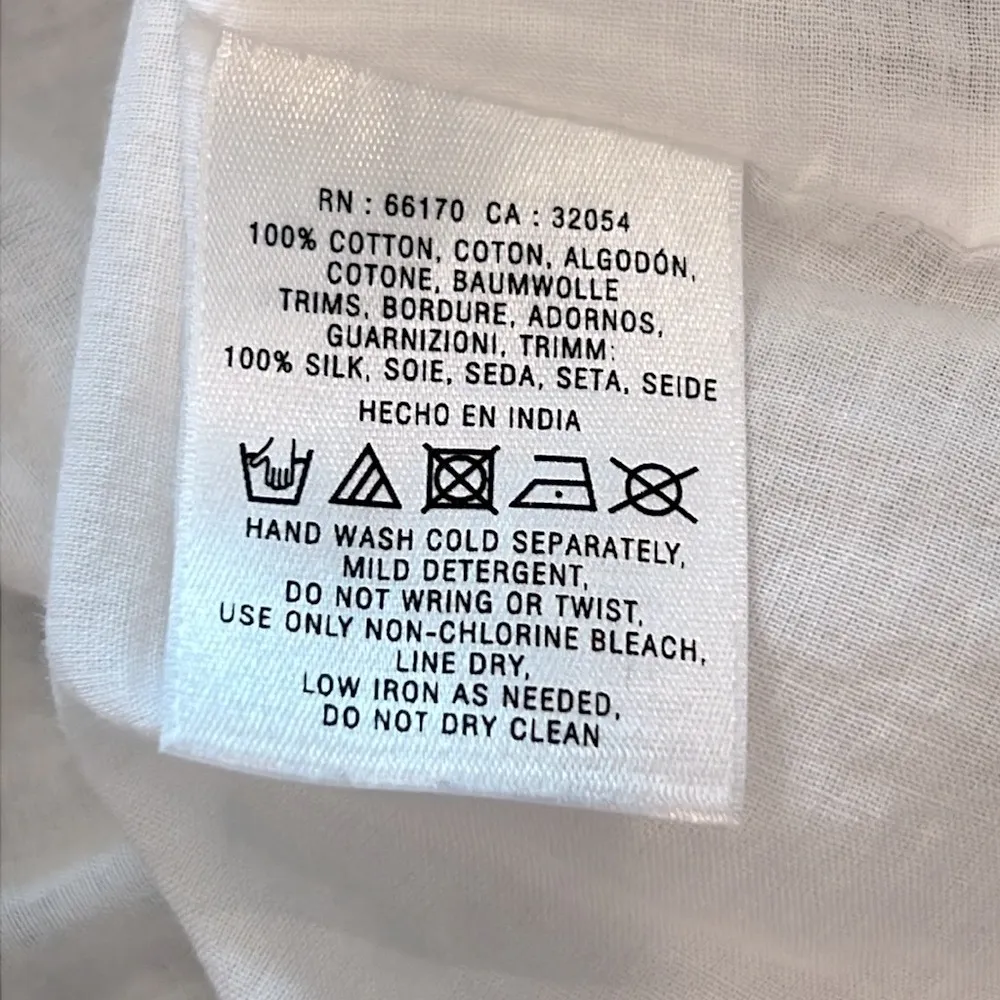 RN : 66170 CA : 32054
100% COTTON, COTON, ALGODÓN,
COTONE, BAUMWOLLE
TRIMS, BORDURE, ADORNOS,
GUARNIZIONI, TRIMM:
100% SILK, SOIE, SEDA, SETA, SEIDE
HECHO EN INDIA
HAND WASH COLD SEPARATELY,
MILD DETERGENT,
DO NOT WRING OR TWIST,
USE ONLY NON-CHLORINE BLEACH,
LINE DRY,
LOW IRON AS NEEDED,
DO NOT DRY CLEAN